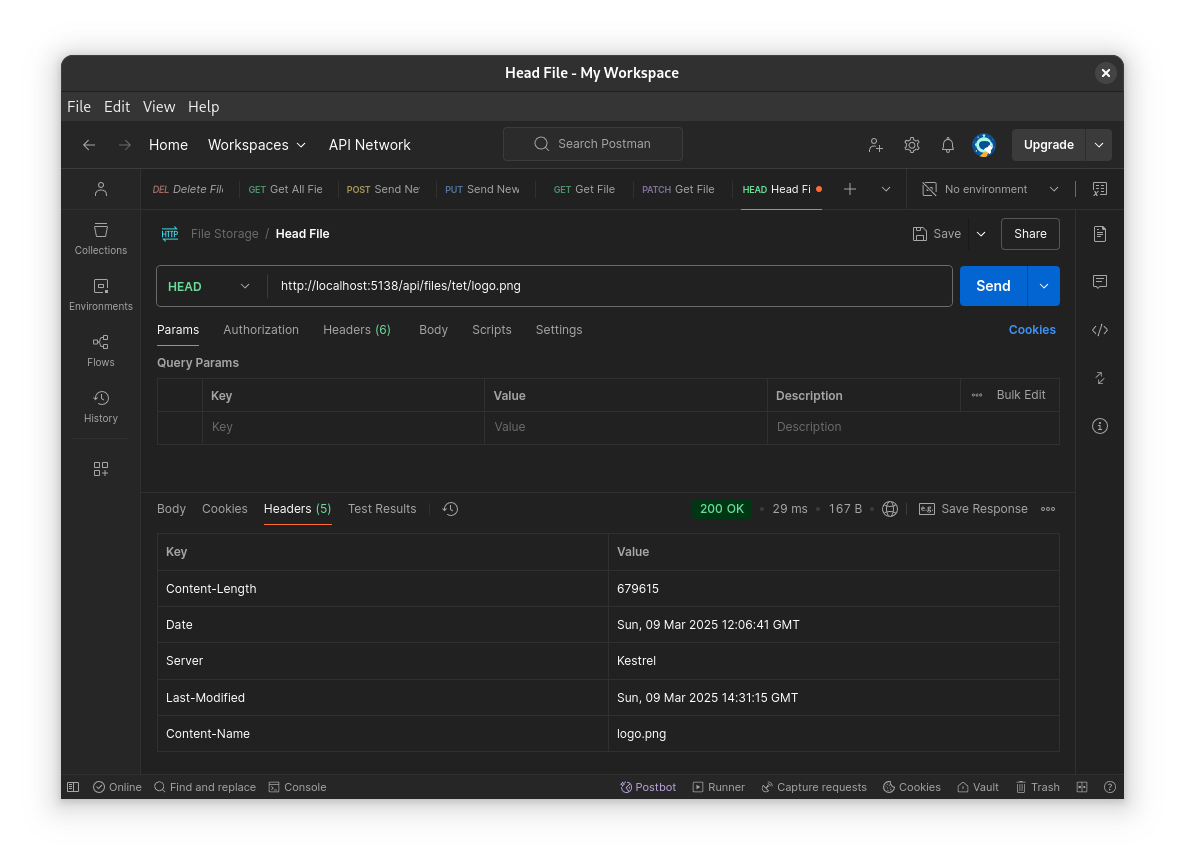 Head File - My Workspace
File Edit View Help
Home Workspaces API Network Search Postman Upgrade
DEL Delete File GET Get All File POST Send Ne PUT Send New GET Get File PATCH Get File HEAD Head Fi No environment
HTTP File Storage / Head File Save Share
Collections
Environments
Flows
History
HEAD http://localhost:5138/api/files/tet/logo.png Send
Params Authorization Headers (6) Body Scripts Settings Cookies
Query Params
Key Value Description Bulk Edit
Key Value Description
Body Cookies Headers (5) Test Results 200 OK 29 ms 167 B e.g. Save Response
Key Value
Content-Length 679615
Date Sun, 09 Mar 2025 12:06:41 GMT
Server Kestrel
Last-Modified Sun, 09 Mar 2025 14:31:15 GMT
Content-Name logo.png
Online Find and replace Console Postbot Runner Capture requests Cookies Vault Trash